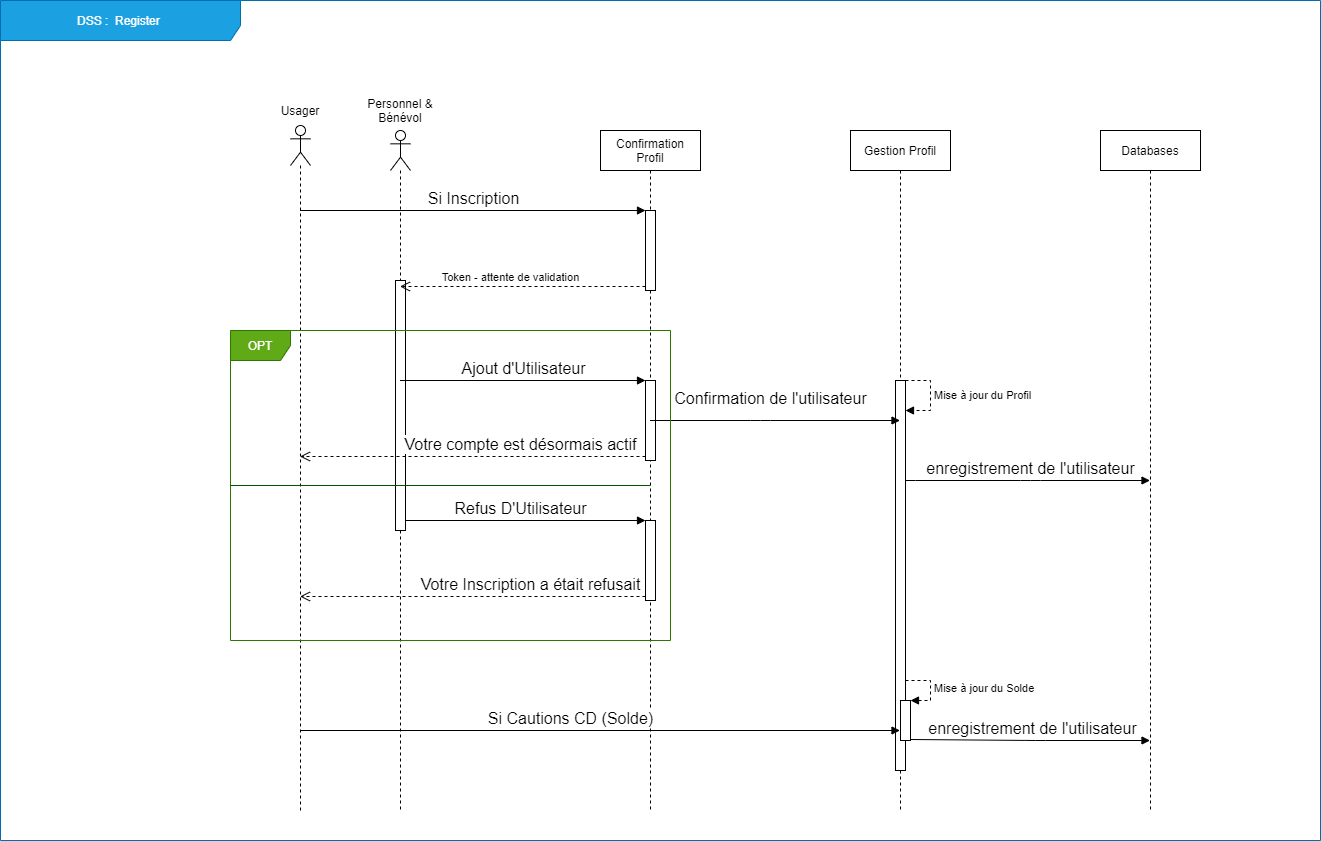 DSS :  Register
Usager
Personnel &
Bénévol
Confirmation
Profil
Gestion Profil
Databases
Si Inscription
Token - attente de validation
OPT
Ajout d'Utilisateur
Confirmation de l'utilisateur
Mise à jour du Profil
Votre compte est désormais actif
enregistrement de l'utilisateur
Refus D'Utilisateur
Votre Inscription a était refusait
Mise à jour du Solde
Si Cautions CD (Solde)
enregistrement de l'utilisateur